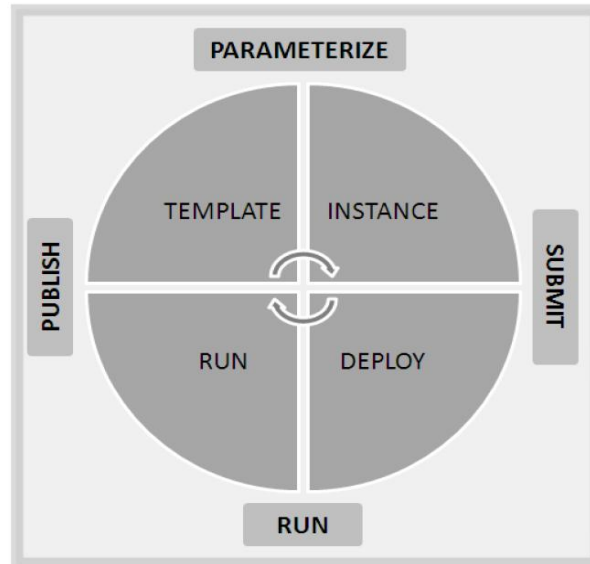 PARAMETERIZE
TEMPLATE INSTANCE
PUBLISH
SUBMIT
RUN DEPLOY
RUN